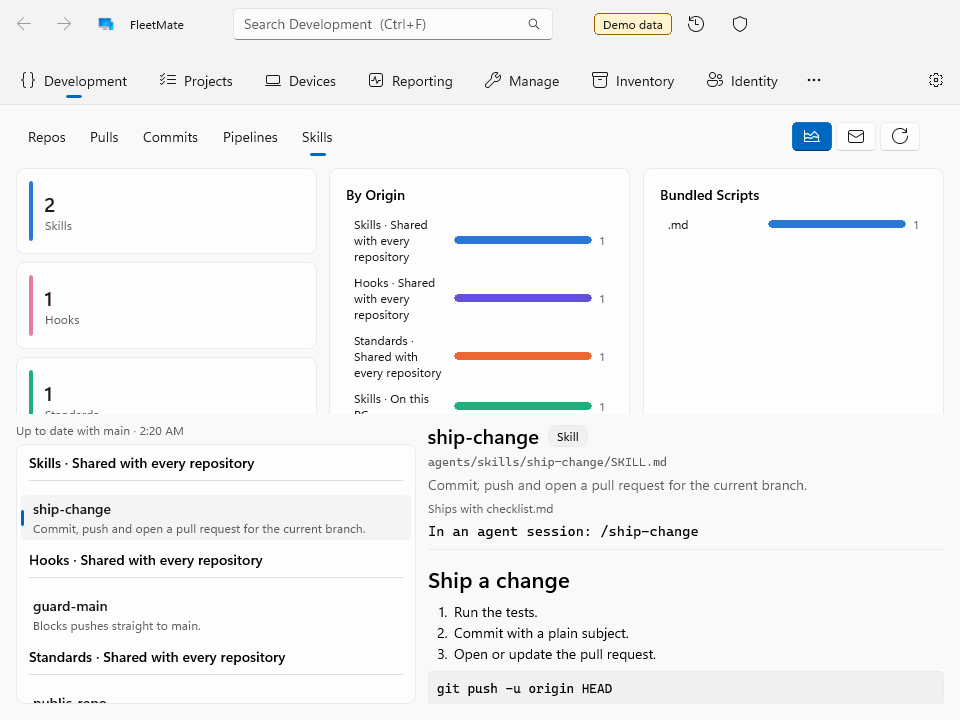 FleetMate
Search Development (Ctrl+F)
Demo data
Development
Projects
Devices
Reporting
Manage
Inventory
Identity
Repos
Pulls
Commits
Pipelines
Skills
2
Skills
1
Hooks
1
Standards
By Origin
Skills · Shared
with every
repository
1
Hooks · Shared
with every
repository
1
Standards ·
Shared with
every repository
1
Skills · On this
PC
1
Bundled Scripts
.md
1
Up to date with main · 2:20 AM
Skills · Shared with every repository
ship-change
Commit, push and open a pull request for the current branch.
Hooks · Shared with every repository
guard-main
Blocks pushes straight to main.
Standards · Shared with every repository
public-repo
ship-change
Skill
agents/skills/ship-change/SKILL.md
Commit, push and open a pull request for the current branch.
Ships with checklist.md
In an agent session: /ship-change
Ship a change
1. Run the tests.
2. Commit with a plain subject.
3. Open or update the pull request.
git push -u origin HEAD